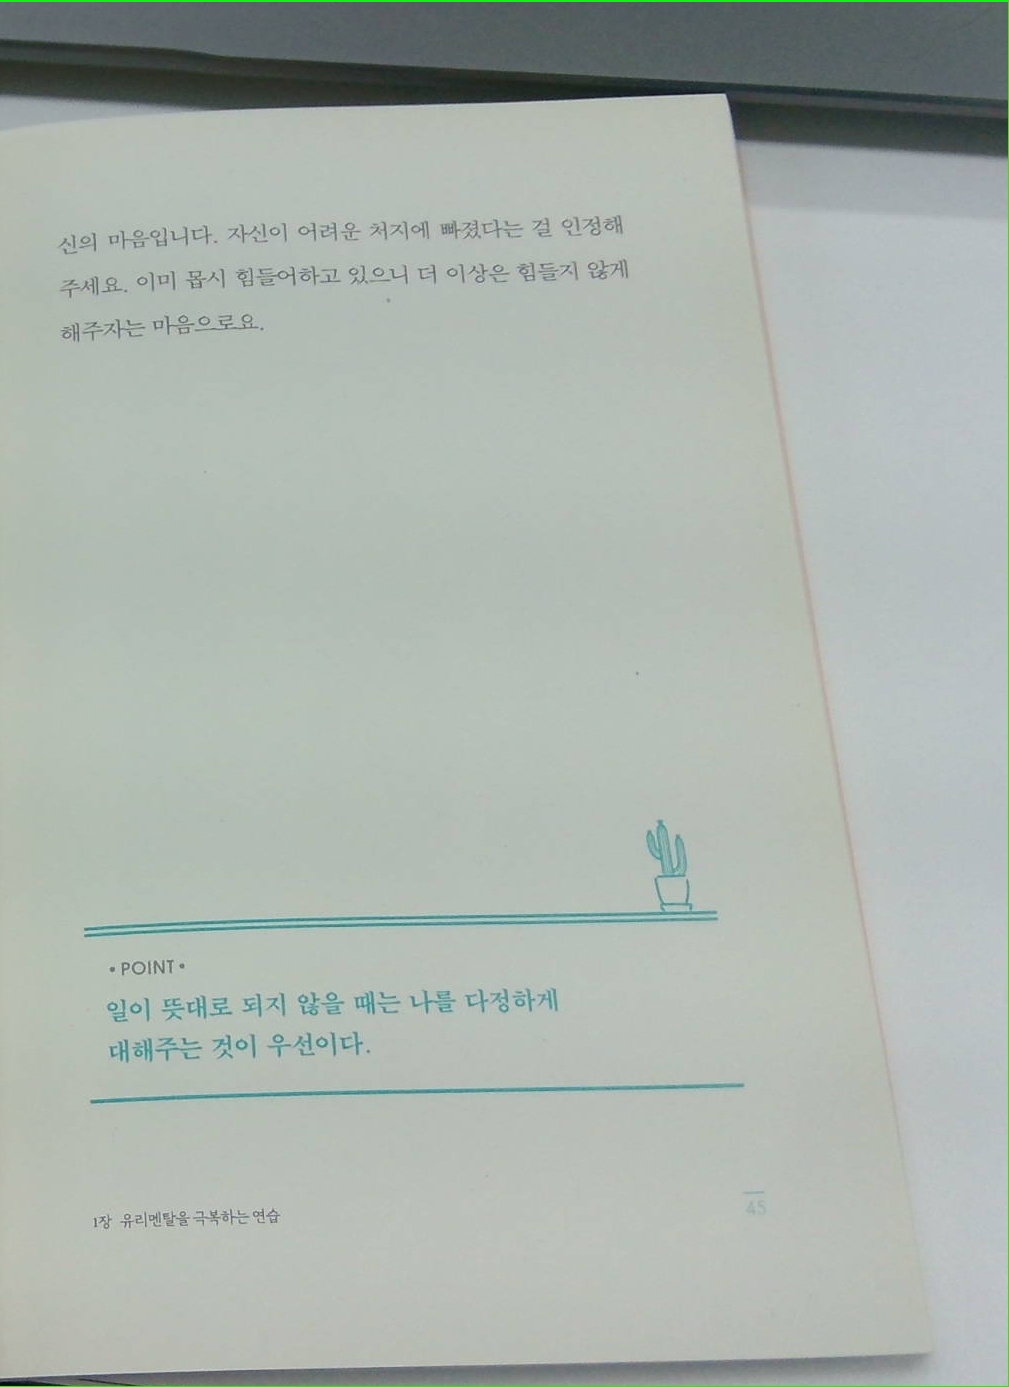 신의 마음입니다. 자신이 어려운 처지에 빠졌다는 걸 인정해
주세요. 이미 몹시 힘들어하고 있으니 더 이상은 힘들지 않게
해주자는 마음으로요.
• POINT •
일이 뜻대로 되지 않을 때는 나를 다정하게
대해주는 것이 우선이다.
1장 유리멘탈을 극복하는 연습
45